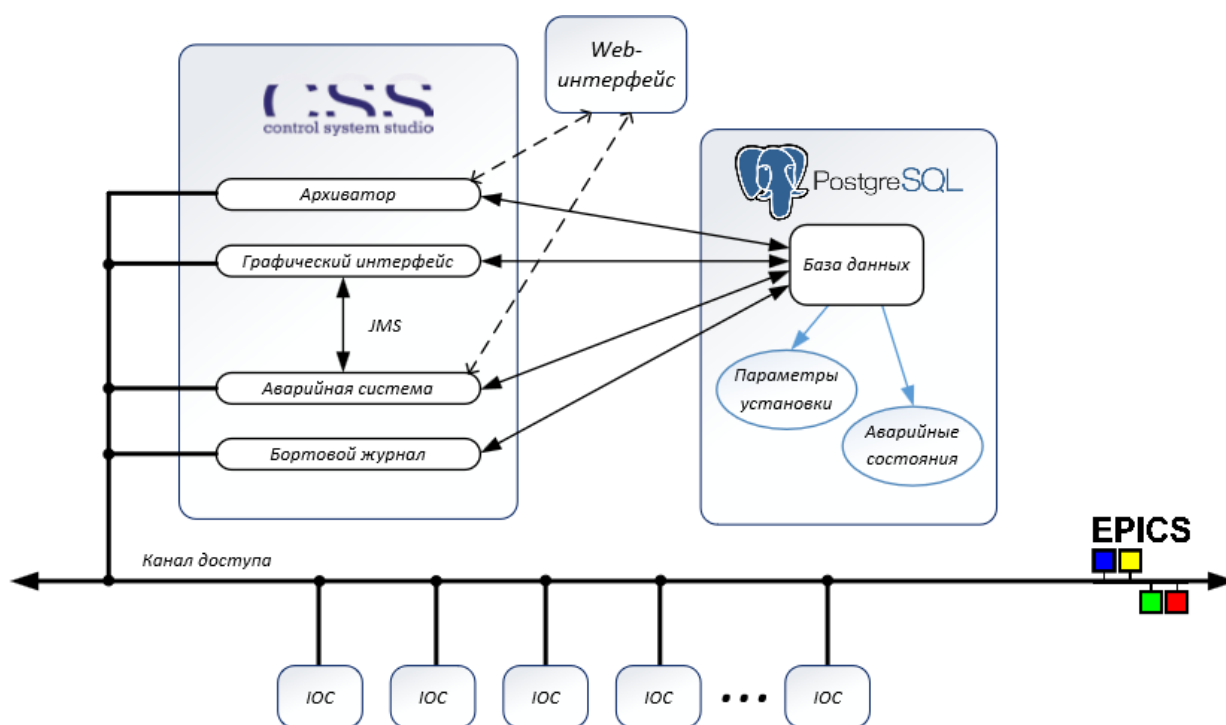 Web-
интерфейс
CSS
control system studio
PostgreSQL
Архиватор
Графический интерфейс
База данных
JMS
Параметры
установки
Аварийная система
Аварийные
состояния
Бортовой журнал
EPICS
Канал доступа
IOC
IOC
IOC
IOC
...
IOC